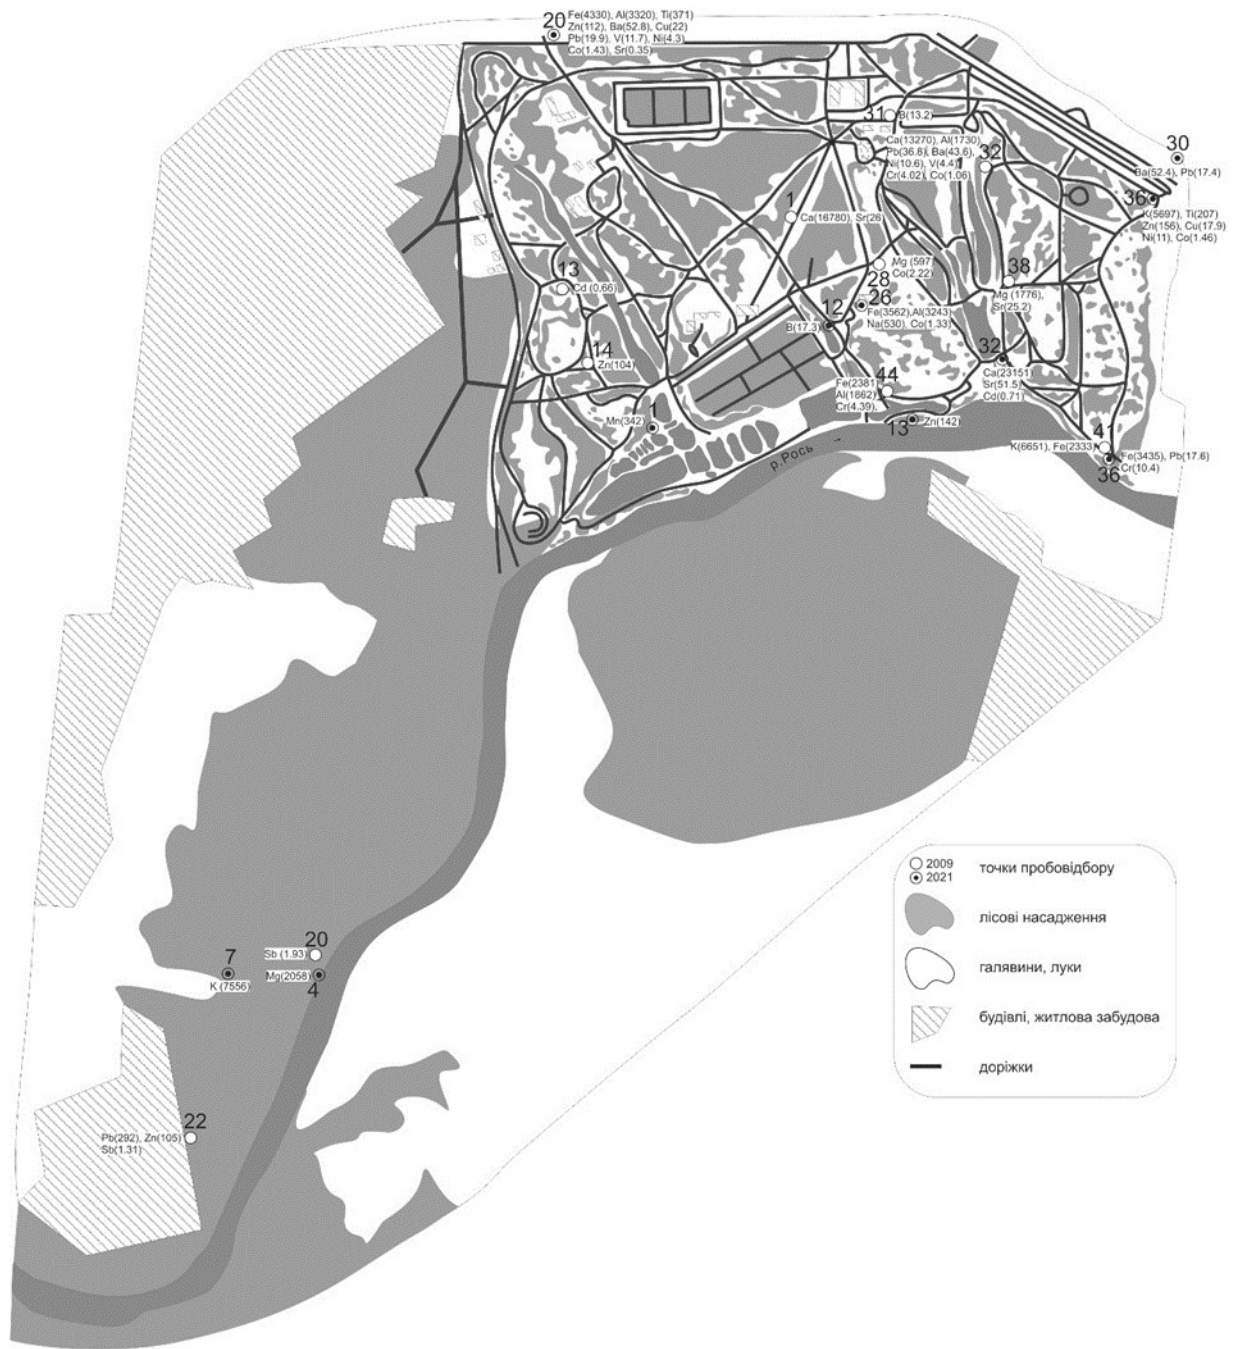 20
Fe(4330), Al(3320), Ti(371)
Zn(112), Ba(52.8), Cu(22)
Pb(19.9), V(11.7), Ni(4.3)
Co(1.43), Sr(0.35)
31
B(13.2)
Ca(13270), Al(1730)
Pb(36.8), Ba(43.6)
Ni(10.6), V(4.4)
Cr(4.02), Co(1.06)
32
30
Ba(52.4), Pb(17.4)
36
K(5697), Ti(207)
Zn(156), Cu(17.9)
Ni(11), Co(1.46)
1
Ca(16780), Sr(26
28
Mg (597)
Co(2.22)
13
Cd (0.66)
38
Mg (1776),
Sr(25.2)
26
Fe(3562),Al(3243)
Na(530), Co(1.33)
12
B(17.3)
14
Zn(104)
32
Ca(23151)
Sr(51.5)
Cd(0.71)
44
Fe(2381)
Al(1862)
Cr(4.39),
1
Mn(342)
13
Zn(142)
41
K(6651), Fe(2333)
36
Fe(3435), Pb(17.6)
Cr(10.4)
р.Рось →
2009
2021
точки пробовідбору
лісові насадження
галявини, луки
будівлі, житлова забудова
доріжки
20
Sb (1.93)
7
K (7556)
Mg(2058)
4
22
Pb(292), Zn(105)
Sb(1.31)